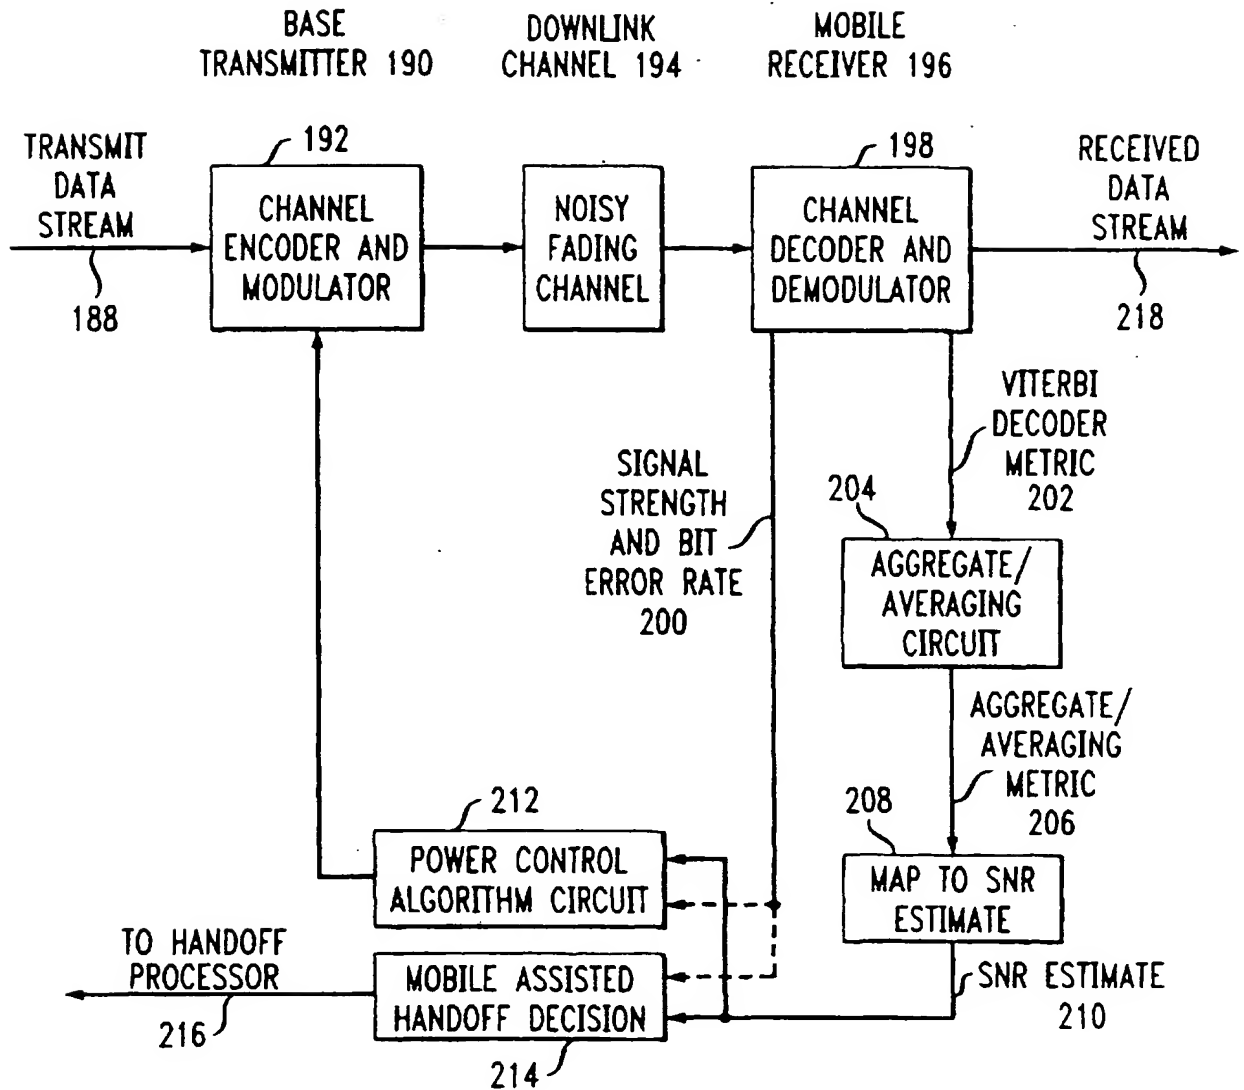 BASE
TRANSMITTER 190
DOWNLINK
CHANNEL 194
MOBILE
RECEIVER 196
TRANSMIT
DATA
STREAM
188
192
CHANNEL
ENCODER AND
MODULATOR
NOISY
FADING
CHANNEL
198
CHANNEL
DECODER AND
DEMODULATOR
RECEIVED
DATA
STREAM
218
VITERBI
DECODER
METRIC
202
SIGNAL
STRENGTH
AND BIT
ERROR RATE
200
204
AGGREGATE/
AVERAGING
CIRCUIT
AGGREGATE/
AVERAGING
METRIC
206
208
MAP TO SNR
ESTIMATE
SNR ESTIMATE
210
212
POWER CONTROL
ALGORITHM CIRCUIT
TO HANDOFF
PROCESSOR
216
MOBILE ASSISTED
HANDOFF DECISION
214